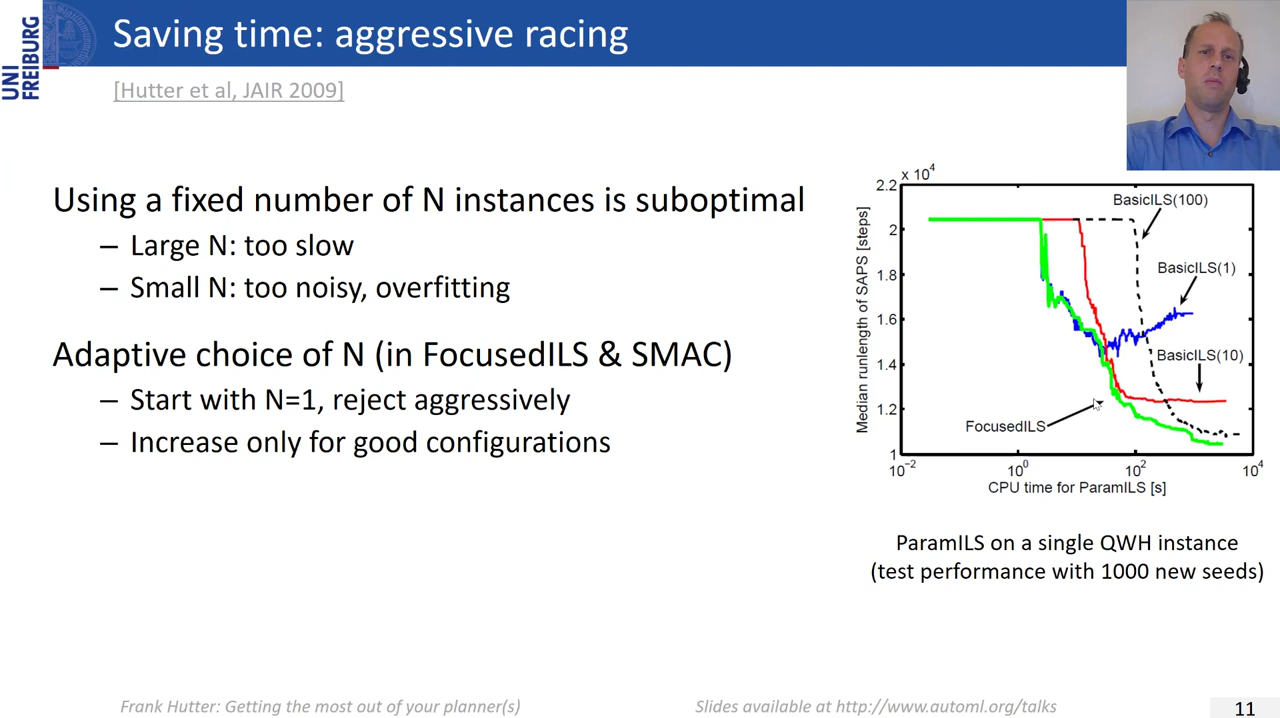 UNI
FREIBURG
Saving time: aggressive racing
[Hutter et al, JAIR 2009]
Using a fixed number of N instances is suboptimal
– Large N: too slow
– Small N: too noisy, overfitting
Adaptive choice of N (in FocusedILS & SMAC)
– Start with N=1, reject aggressively
– Increase only for good configurations
x 10^4
2.2
2
1.8
1.6
1.4
1.2
1
Median runlength of SAPS [steps]
BasicILS(100)
BasicILS(1)
BasicILS(10)
FocusedILS
10^−2
10^0
10^2
10^4
CPU time for ParamILS [s]
ParamILS on a single QWH instance
(test performance with 1000 new seeds)
Frank Hutter: Getting the most out of your planner(s)
Slides available at http://www.automl.org/talks
11